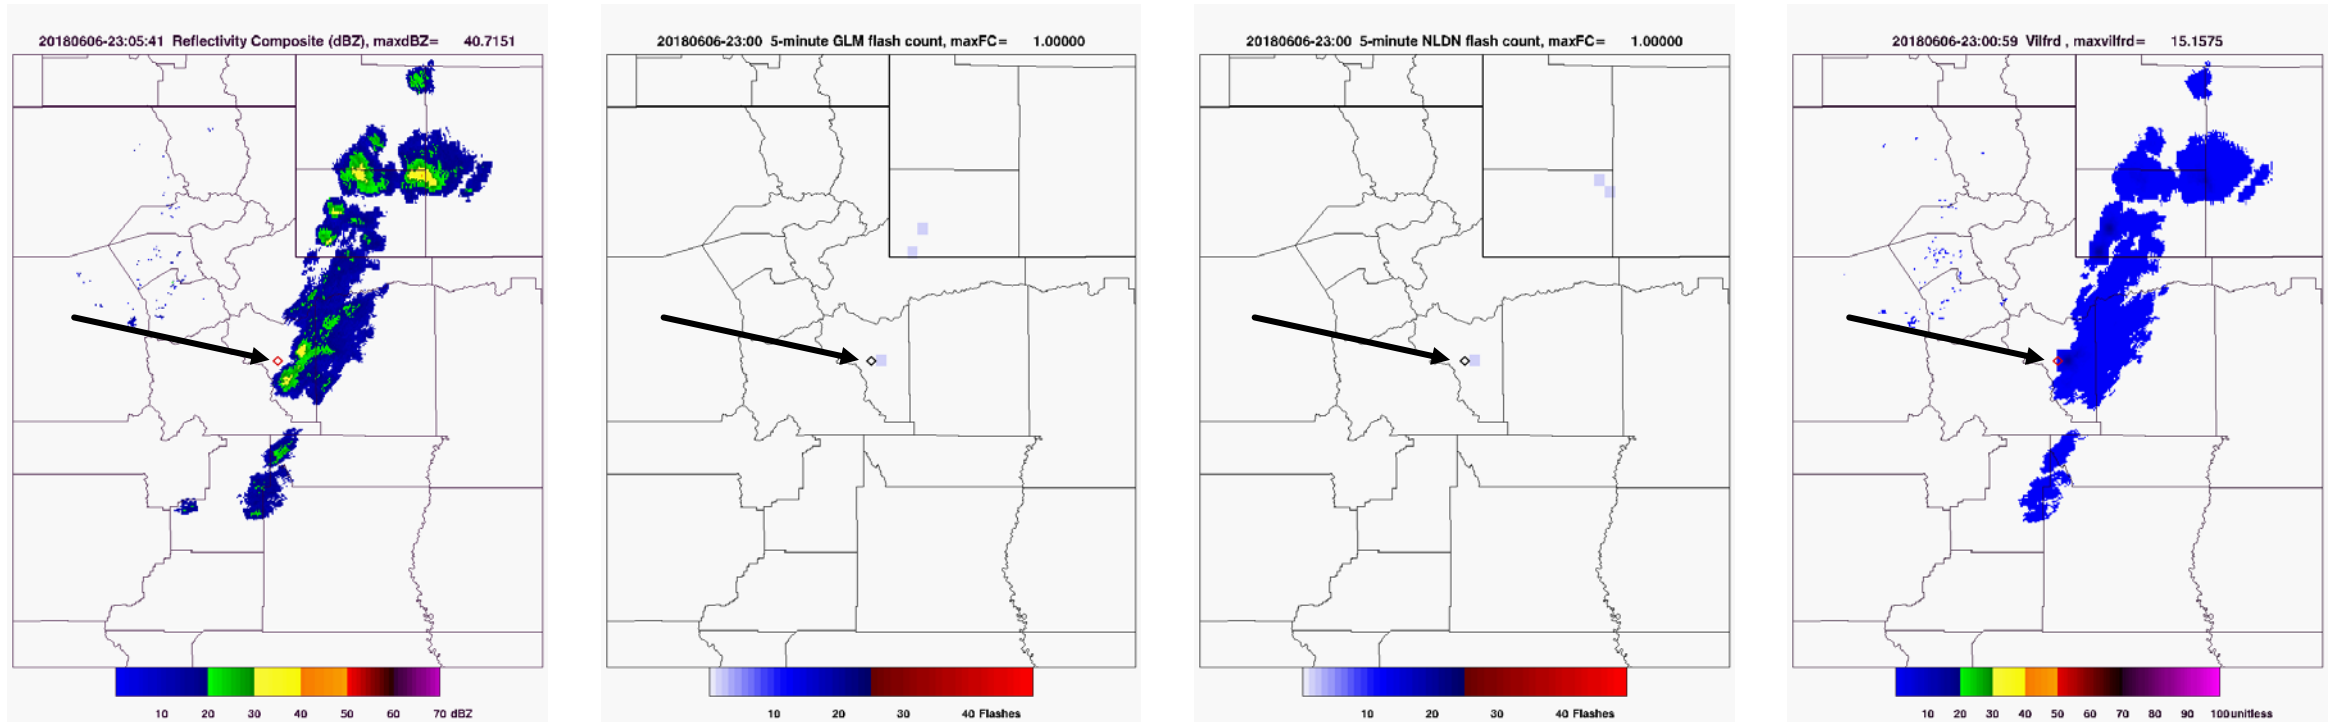 20180606-23:05:41 Reflectivity Composite (dBZ), maxdBZ= 40.7151
10 20 30 40 50 60 70 dBZ
20180606-23:00 5-minute GLM flash count, maxFC= 1.00000
10 20 30 40 Flashes
20180606-23:00 5-minute NLDN flash count, maxFC= 1.00000
10 20 30 40 Flashes
20180606-23:00:59 Vilfrd , maxvilfrd= 15.1575
10 20 30 40 50 60 70 80 90 100unitless